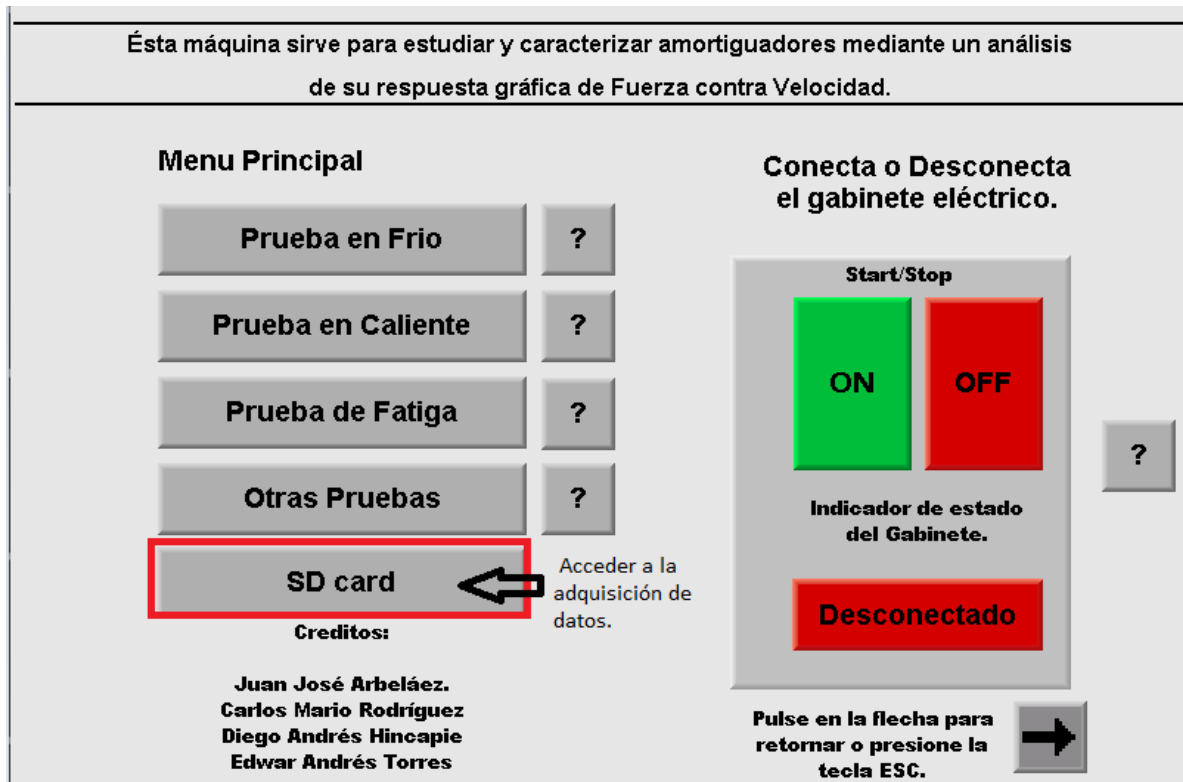 Ésta máquina sirve para estudiar y caracterizar amortiguadores mediante un análisis
de su respuesta gráfica de Fuerza contra Velocidad.
Menu Principal
Prueba en Frio
?
Prueba en Caliente
?
Prueba de Fatiga
?
Otras Pruebas
?
SD card
Acceder a la
adquisición de
datos.
Creditos:
Juan José Arbeláez.
Carlos Mario Rodríguez
Diego Andrés Hincapie
Edwar Andrés Torres
Conecta o Desconecta
el gabinete eléctrico.
Start/Stop
ON
OFF
?
Indicador de estado
del Gabinete.
Desconectado
Pulse en la flecha para
retornar o presione la
tecla ESC.